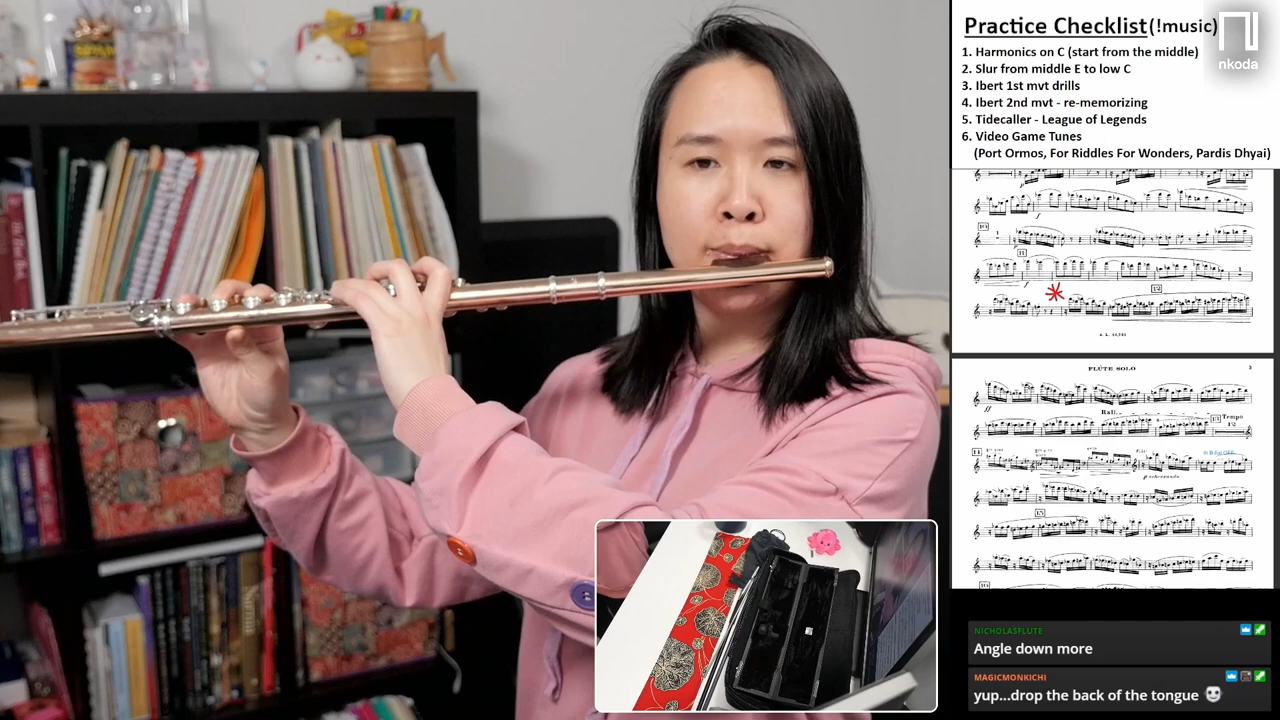 Practice Checklist(!music)
nkoda
1. Harmonics on C (start from the middle)
2. Slur from middle E to low C
3. Ibert 1st mvt drills
4. Ibert 2nd mvt - re-memorizing
5. Tidecaller - League of Legends
6. Video Game Tunes
(Port Ormos, For Riddles For Wonders, Pardis Dhyai)
FLÛTE SOLO
3
ff
Rall.
Tempo
NICHOLASFLUTE
Angle down more
MAGICMONKICHI
yup...drop the back of the tongue